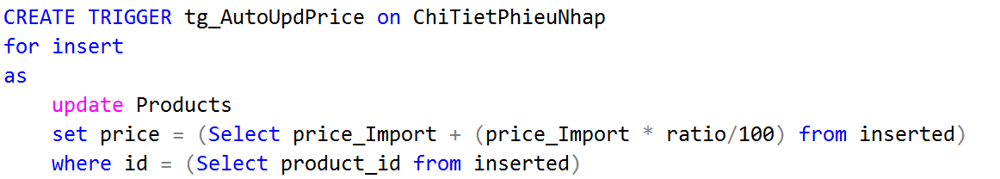 CREATE TRIGGER tg_AutoUpdPrice on ChiTietPhieuNhap
for insert
as
    update Products
    set price = (Select price_Import + (price_Import * ratio/100) from inserted)
    where id = (Select product_id from inserted)